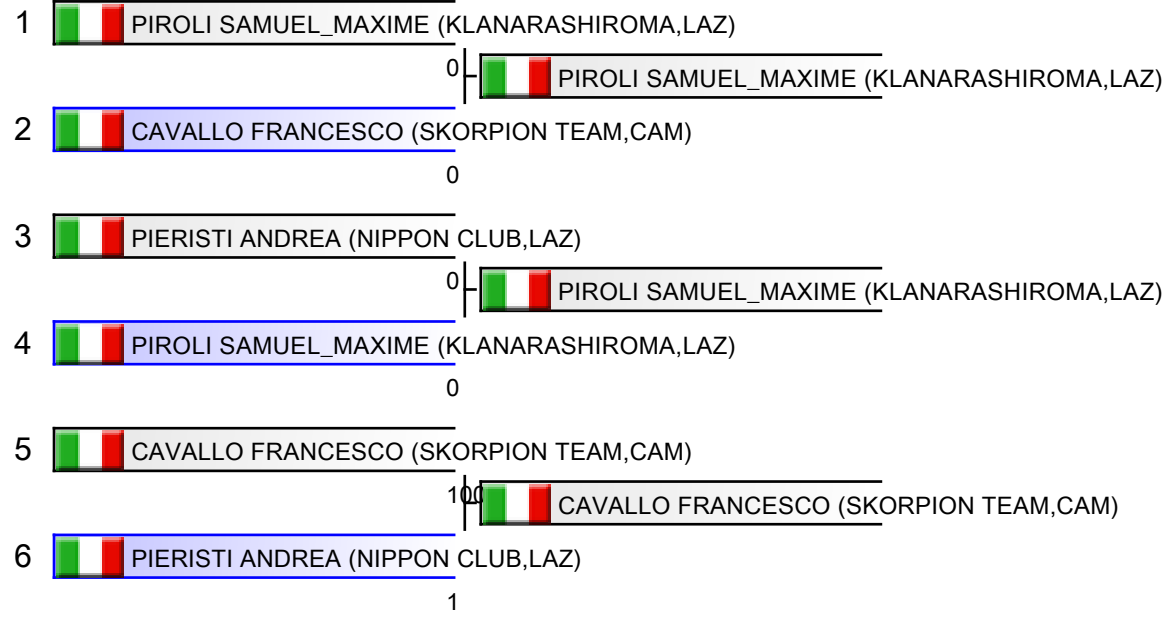 1 PIROLI SAMUEL_MAXIME (KLANARASHIROMA,LAZ)
0 PIROLI SAMUEL_MAXIME (KLANARASHIROMA,LAZ)
2 CAVALLO FRANCESCO (SKORPION TEAM,CAM)
0
3 PIERISTI ANDREA (NIPPON CLUB,LAZ)
0 PIROLI SAMUEL_MAXIME (KLANARASHIROMA,LAZ)
4 PIROLI SAMUEL_MAXIME (KLANARASHIROMA,LAZ)
0
5 CAVALLO FRANCESCO (SKORPION TEAM,CAM)
100 CAVALLO FRANCESCO (SKORPION TEAM,CAM)
6 PIERISTI ANDREA (NIPPON CLUB,LAZ)
1